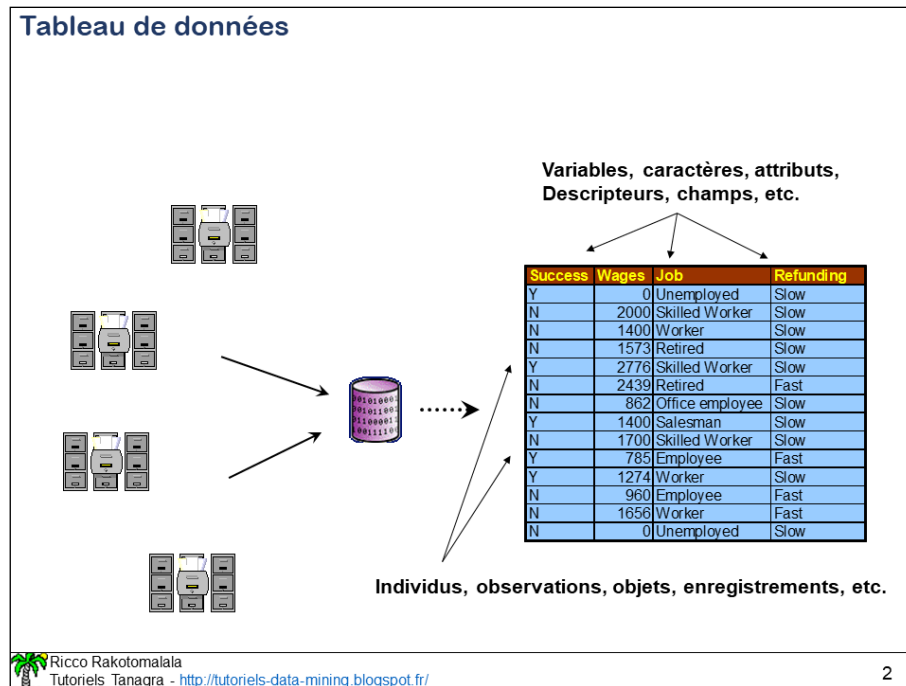 Tableau de données
Variables, caractères, attributs,
Descripteurs, champs, etc.
Success Wages Job Refunding
Y 0 Unemployed Slow
N 2000 Skilled Worker Slow
N 1400 Worker Slow
N 1573 Retired Slow
Y 2776 Skilled Worker Slow
N 2439 Retired Fast
N 862 Office employee Slow
Y 1400 Salesman Slow
N 1700 Skilled Worker Slow
Y 785 Employee Fast
Y 1274 Worker Slow
N 960 Employee Fast
N 1656 Worker Fast
N 0 Unemployed Slow
Individus, observations, objets, enregistrements, etc.
Ricco Rakotomalala
Tutoriels Tanagra - http://tutoriels-data-mining.blogspot.fr/
2